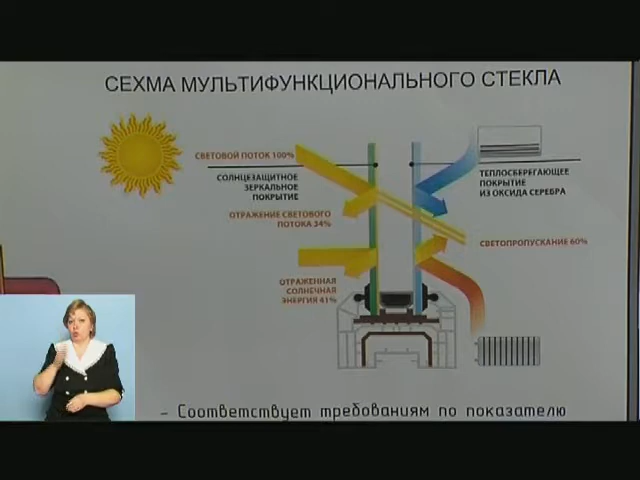 СЕХМА МУЛЬТИФУНКЦИОНАЛЬНОГО СТЕКЛА
СВЕТОВОЙ ПОТОК 100%
СОЛНЦЕЗАЩИТНОЕ
ЗЕРКАЛЬНОЕ
ПОКРЫТИЕ
ОТРАЖЕНИЕ СВЕТОВОГО
ПОТОКА 34%
ОТРАЖЕННАЯ
СОЛНЕЧНАЯ
ЭНЕРГИЯ 41%
ТЕПЛОСБЕРЕГАЮЩЕЕ
ПОКРЫТИЕ
ИЗ ОКСИДА СЕРЕБРА
СВЕТОПРОПУСКАНИЕ 60%
- Соответствует требованиям по показателю